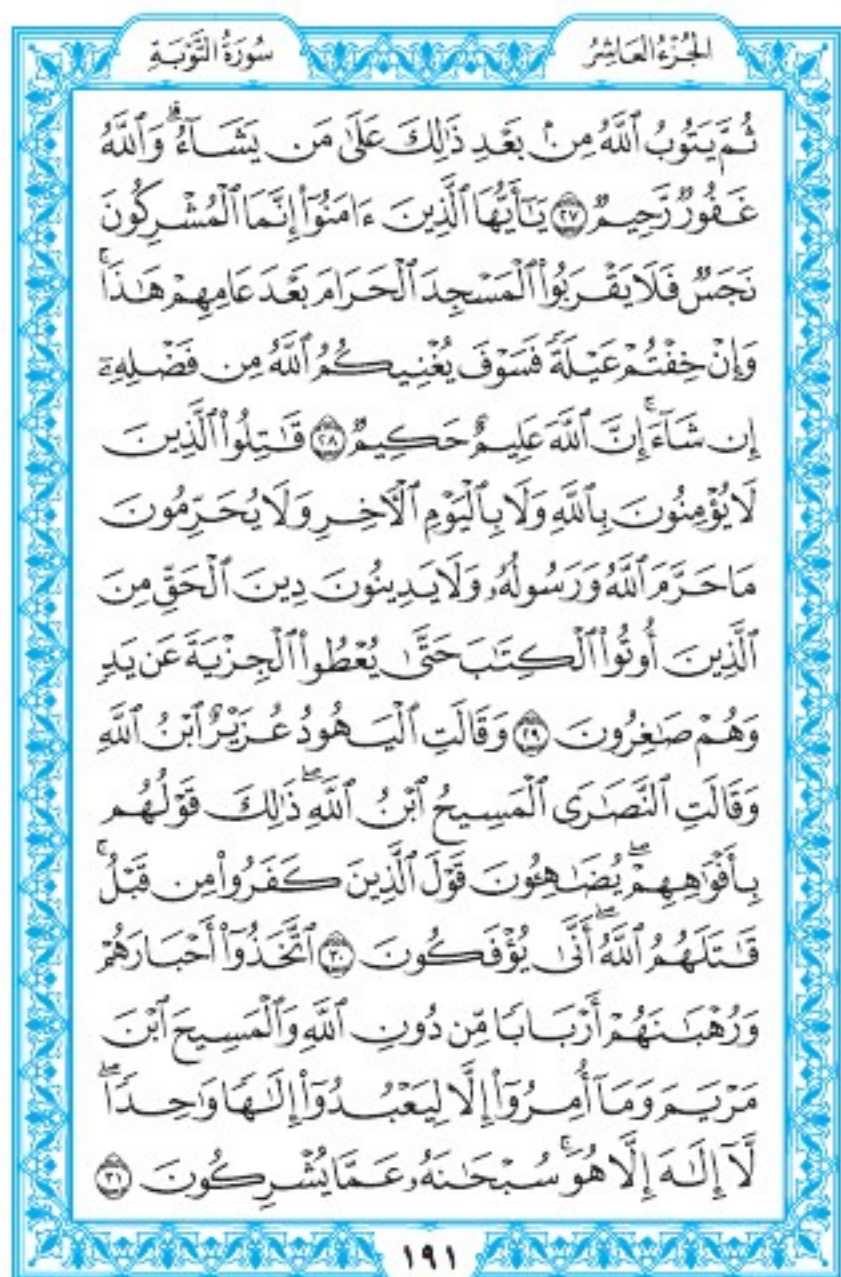 الجُزْءُ العَاشِرُ
سُورَةُ التَّوْبَةِ
ثُمَّ يَتُوبُ ٱللَّهُ مِنۢ بَعْدِ ذَٰلِكَ عَلَىٰ مَن يَشَآءُۗ وَٱللَّهُ
غَفُورٌ رَّحِيمٌ ۝٢٧ يَـٰٓأَيُّهَا ٱلَّذِينَ ءَامَنُوٓا۟ إِنَّمَا ٱلْمُشْرِكُونَ
نَجَسٌ فَلَا يَقْرَبُوا۟ ٱلْمَسْجِدَ ٱلْحَرَامَ بَعْدَ عَامِهِمْ هَـٰذَاۚ
وَإِنْ خِفْتُمْ عَيْلَةً فَسَوْفَ يُغْنِيكُمُ ٱللَّهُ مِن فَضْلِهِۦٓ
إِن شَآءَۚ إِنَّ ٱللَّهَ عَلِيمٌ حَكِيمٌ ۝٢٨ قَـٰتِلُوا۟ ٱلَّذِينَ
لَا يُؤْمِنُونَ بِٱللَّهِ وَلَا بِٱلْيَوْمِ ٱلْـَٔاخِرِ وَلَا يُحَرِّمُونَ
مَا حَرَّمَ ٱللَّهُ وَرَسُولُهُۥ وَلَا يَدِينُونَ دِينَ ٱلْحَقِّ مِنَ
ٱلَّذِينَ أُوتُوا۟ ٱلْكِتَـٰبَ حَتَّىٰ يُعْطُوا۟ ٱلْجِزْيَةَ عَن يَدٍ
وَهُمْ صَـٰغِرُونَ ۝٢٩ وَقَالَتِ ٱلْيَهُودُ عُزَيْرٌ ٱبْنُ ٱللَّهِ
وَقَالَتِ ٱلنَّصَـٰرَى ٱلْمَسِيحُ ٱبْنُ ٱللَّهِۖ ذَٰلِكَ قَوْلُهُم
بِأَفْوَٰهِهِمْۖ يُضَـٰهِـُٔونَ قَوْلَ ٱلَّذِينَ كَفَرُوا۟ مِن قَبْلُۚ
قَـٰتَلَهُمُ ٱللَّهُۖ أَنَّىٰ يُؤْفَكُونَ ۝٣٠ ٱتَّخَذُوٓا۟ أَحْبَارَهُمْ
وَرُهْبَـٰنَهُمْ أَرْبَابًا مِّن دُونِ ٱللَّهِ وَٱلْمَسِيحَ ٱبْنَ
مَرْيَمَ وَمَآ أُمِرُوٓا۟ إِلَّا لِيَعْبُدُوٓا۟ إِلَـٰهًا وَٰحِدًاۖ
لَّآ إِلَـٰهَ إِلَّا هُوَۚ سُبْحَـٰنَهُۥ عَمَّا يُشْرِكُونَ ۝٣١
١٩١